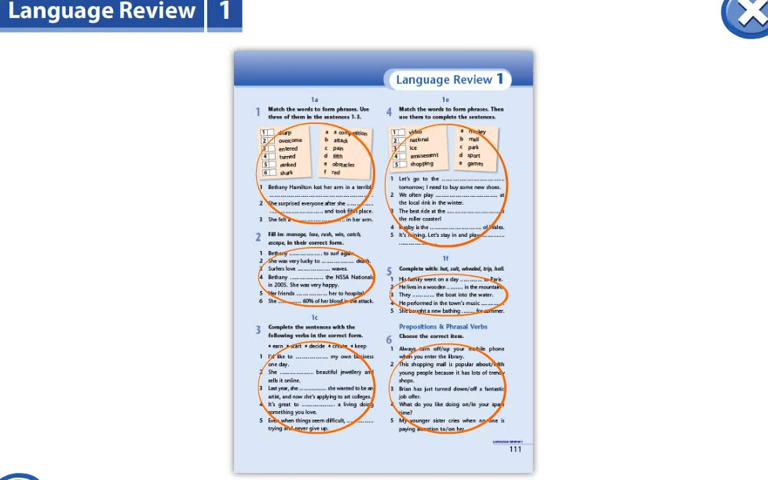 Language Review 1
Language Review 1
1a
1 Match the words to form phrases. Use
three of them in the sentences 1-3.
1 sharp
2 overcome
3 entered
4 turned
5 ranked
6 shark
a a competition
b attack
c pain
d fifth
e obstacles
f red
1 Bethany Hamilton lost her arm in a terrible
2 She surprised everyone after she
and took fifth place.
3 She felt a in her arm.
2 Fill in: manage, lose, rush, win, catch,
escape, in their correct form.
1 Bethany to surf again.
2 She was very lucky to death.
3 Surfers love waves.
4 Bethany the NSSA Nationals
in 2005. She was very happy.
5 Her friends her to hospital.
6 She 60% of her blood in the attack.
1c
3 Complete the sentences with the
following verbs in the correct form.
• earn • start • decide • create • keep
1 I'd like to my own business
one day.
2 She beautiful jewellery and
sells it online.
3 Last year, she she wanted to be an
artist, and now she's applying to art colleges.
4 It's great to a living doing
something you love.
5 Even when things seem difficult,
trying and never give up.
1e
4 Match the words to form phrases. Then
use them to complete the sentences.
1 video
2 national
3 ice
4 amusement
5 shopping
a hockey
b mall
c park
d sport
e games
1 Let's go to the
tomorrow; I need to buy some new shoes.
2 We often play at
the local rink in the winter.
3 The best ride at the is
the roller coaster!
4 Rugby is the of Wales.
5 It's raining. Let's stay in and play
1f
5 Complete with: hut, suit, wheeled, trip, hall.
1 His family went on a day to Paris.
2 He lives in a wooden in the mountains.
3 They the boat into the water.
4 He performed in the town's music
5 She bought a new bathing for summer.
Prepositions & Phrasal Verbs
6 Choose the correct item.
1 Always turn off/up your mobile phone
when you enter the library.
2 This shopping mall is popular about/with
young people because it has lots of trendy
shops.
3 Brian has just turned down/off a fantastic
job offer.
4 What do you like doing on/in your spare
time?
5 My younger sister cries when no one is
paying attention to/on her.
111